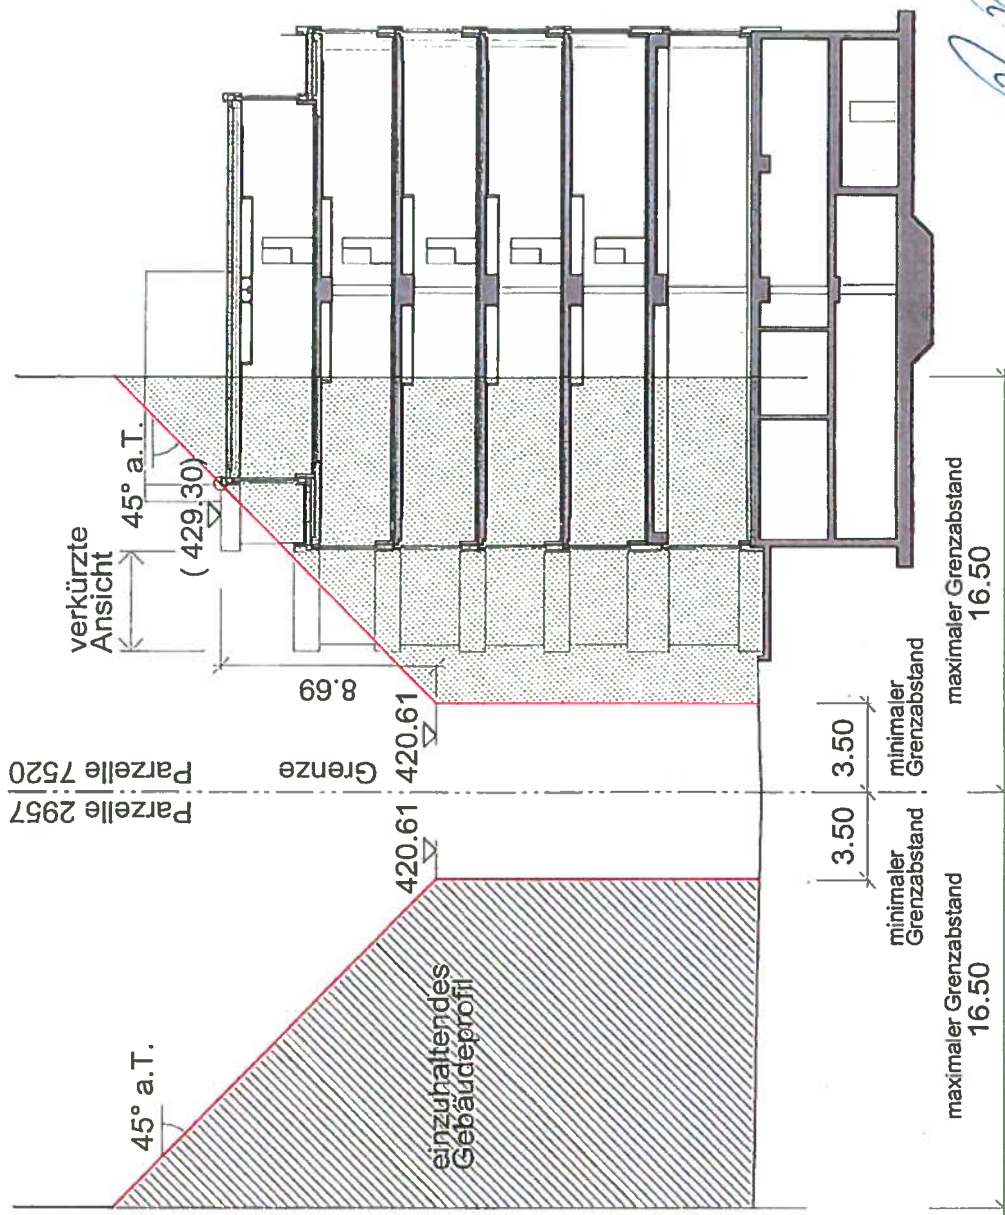 Parzelle 2957
Parzelle 7520
Grenze
verkürzte
Ansicht
45° a.T.
(429.30)
8.69
420.61
420.61
45° a.T.
einzuhaltendes
Gebäudeprofil
3.50
3.50
minimaler
Grenzabstand
minimaler
Grenzabstand
maximaler Grenzabstand
16.50
maximaler Grenzabstand
16.50